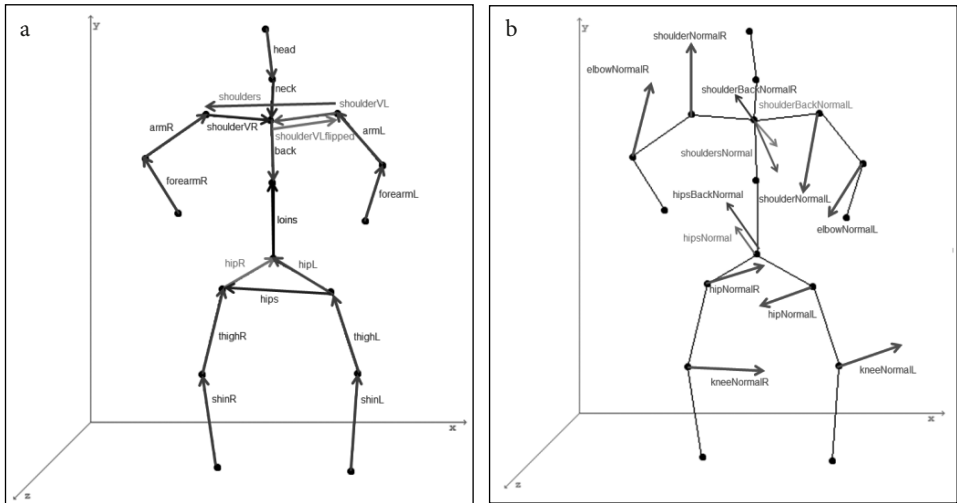 a
y
head
neck
shoulders
shoulderVL
armR
shoulderVR
armL
shoulderVLflipped
back
forearmR
forearmL
loins
hipR
hipL
hips
thighR
thighL
shinR
shinL
x
z
b
y
shoulderNormalR
elbowNormalR
shoulderBackNormalR
shoulderBackNormalL
shouldersNormal
hipsBackNormal
shoulderNormalL
elbowNormalL
hipsNormal
hipNormalR
hipNormalL
kneeNormalR
kneeNormalL
x
z